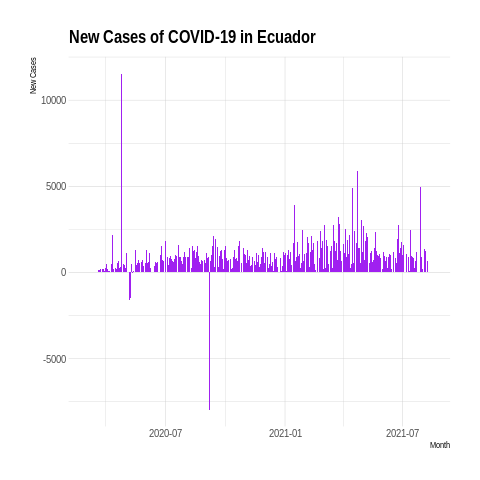 New Cases of COVID-19 in Ecuador
New Cases
10000
5000
0
-5000
2020-07
2021-01
2021-07
Month